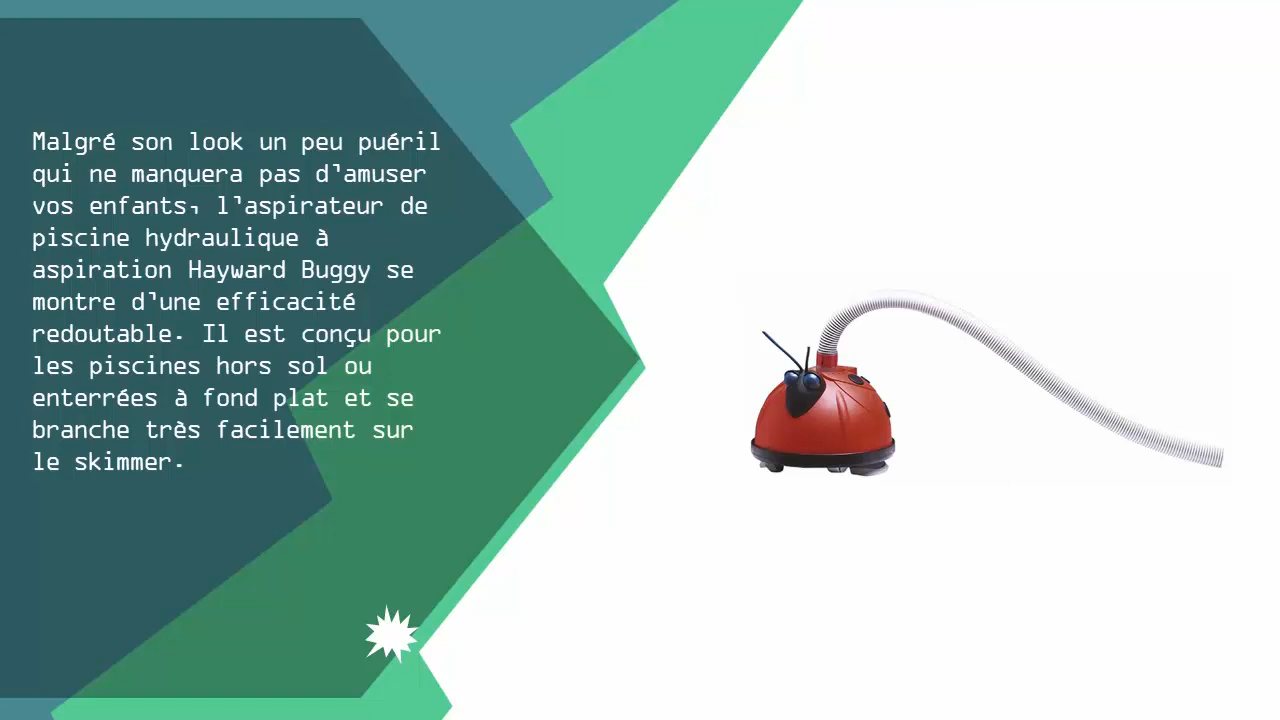 Malgré son look un peu puéril
qui ne manquera pas d'amuser
vos enfants, l'aspirateur de
piscine hydraulique à
aspiration Hayward Buggy se
montre d'une efficacité
redoutable. Il est conçu pour
les piscines hors sol ou
enterrées à fond plat et se
branche très facilement sur
le skimmer.